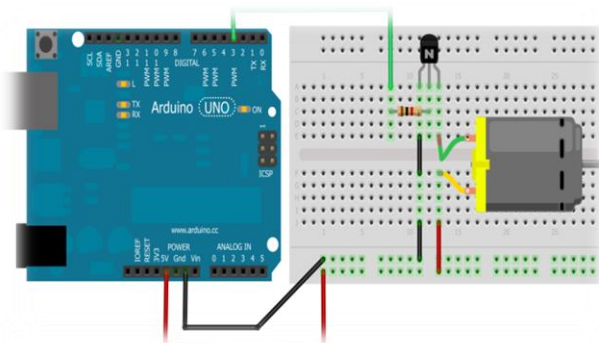 SCL
SDA
AREF
GND
13
12
11
10
9
8
7
6
5
4
3
2
1
0
PWM
PWM
PWM
PWM
PWM
PWM
TX
RX
DIGITAL
L
TX
RX
Arduino UNO
ON
ICSP
1
www.arduino.cc
POWER
ANALOG IN
IOREF
RESET
3V3
5V
Gnd
Vin
0 1 2 3 4 5
N